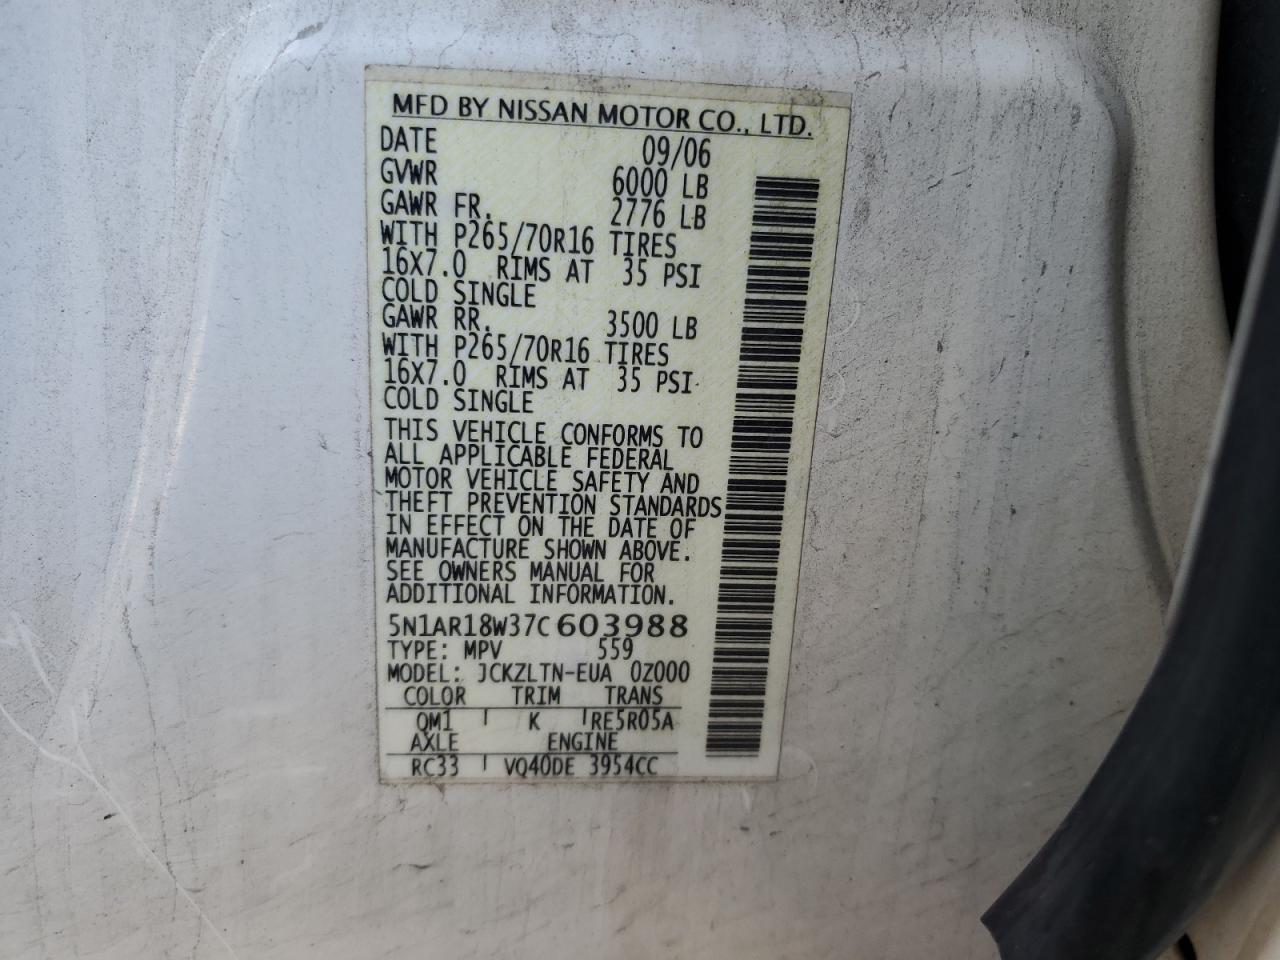 MFD BY NISSAN MOTOR CO., LTD.
DATE 09/06
GVWR 6000 LB
GAWR FR. 2776 LB
WITH P265/70R16 TIRES
16X7.0 RIMS AT 35 PSI
COLD SINGLE
GAWR RR. 3500 LB
WITH P265/70R16 TIRES
16X7.0 RIMS AT 35 PSI
COLD SINGLE
THIS VEHICLE CONFORMS TO
ALL APPLICABLE FEDERAL
MOTOR VEHICLE SAFETY AND
THEFT PREVENTION STANDARDS
IN EFFECT ON THE DATE OF
MANUFACTURE SHOWN ABOVE.
SEE OWNERS MANUAL FOR
ADDITIONAL INFORMATION.
5N1AR18W37C603988
TYPE: MPV 559
MODEL: JCKZLTN-EUA 0Z000
COLOR TRIM TRANS
QM1 K RE5R05A
AXLE ENGINE
RC33 VQ40DE 3954CC